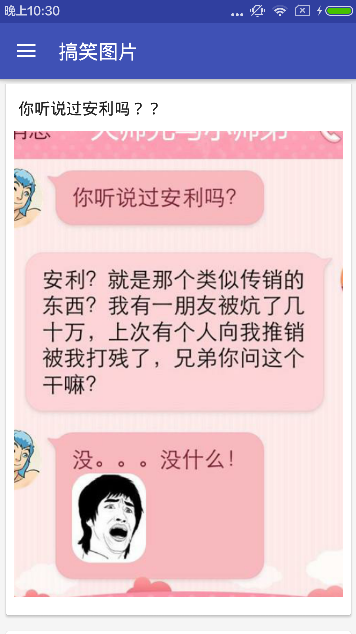 晚上10:30
搞笑图片
你听说过安利吗？？
你听说过安利吗？
安利？就是那个类似传销的
东西？我有一朋友被炕了几
十万，上次有个人向我推销
被我打残了，兄弟你问这个
干嘛？
没。。。没什么！